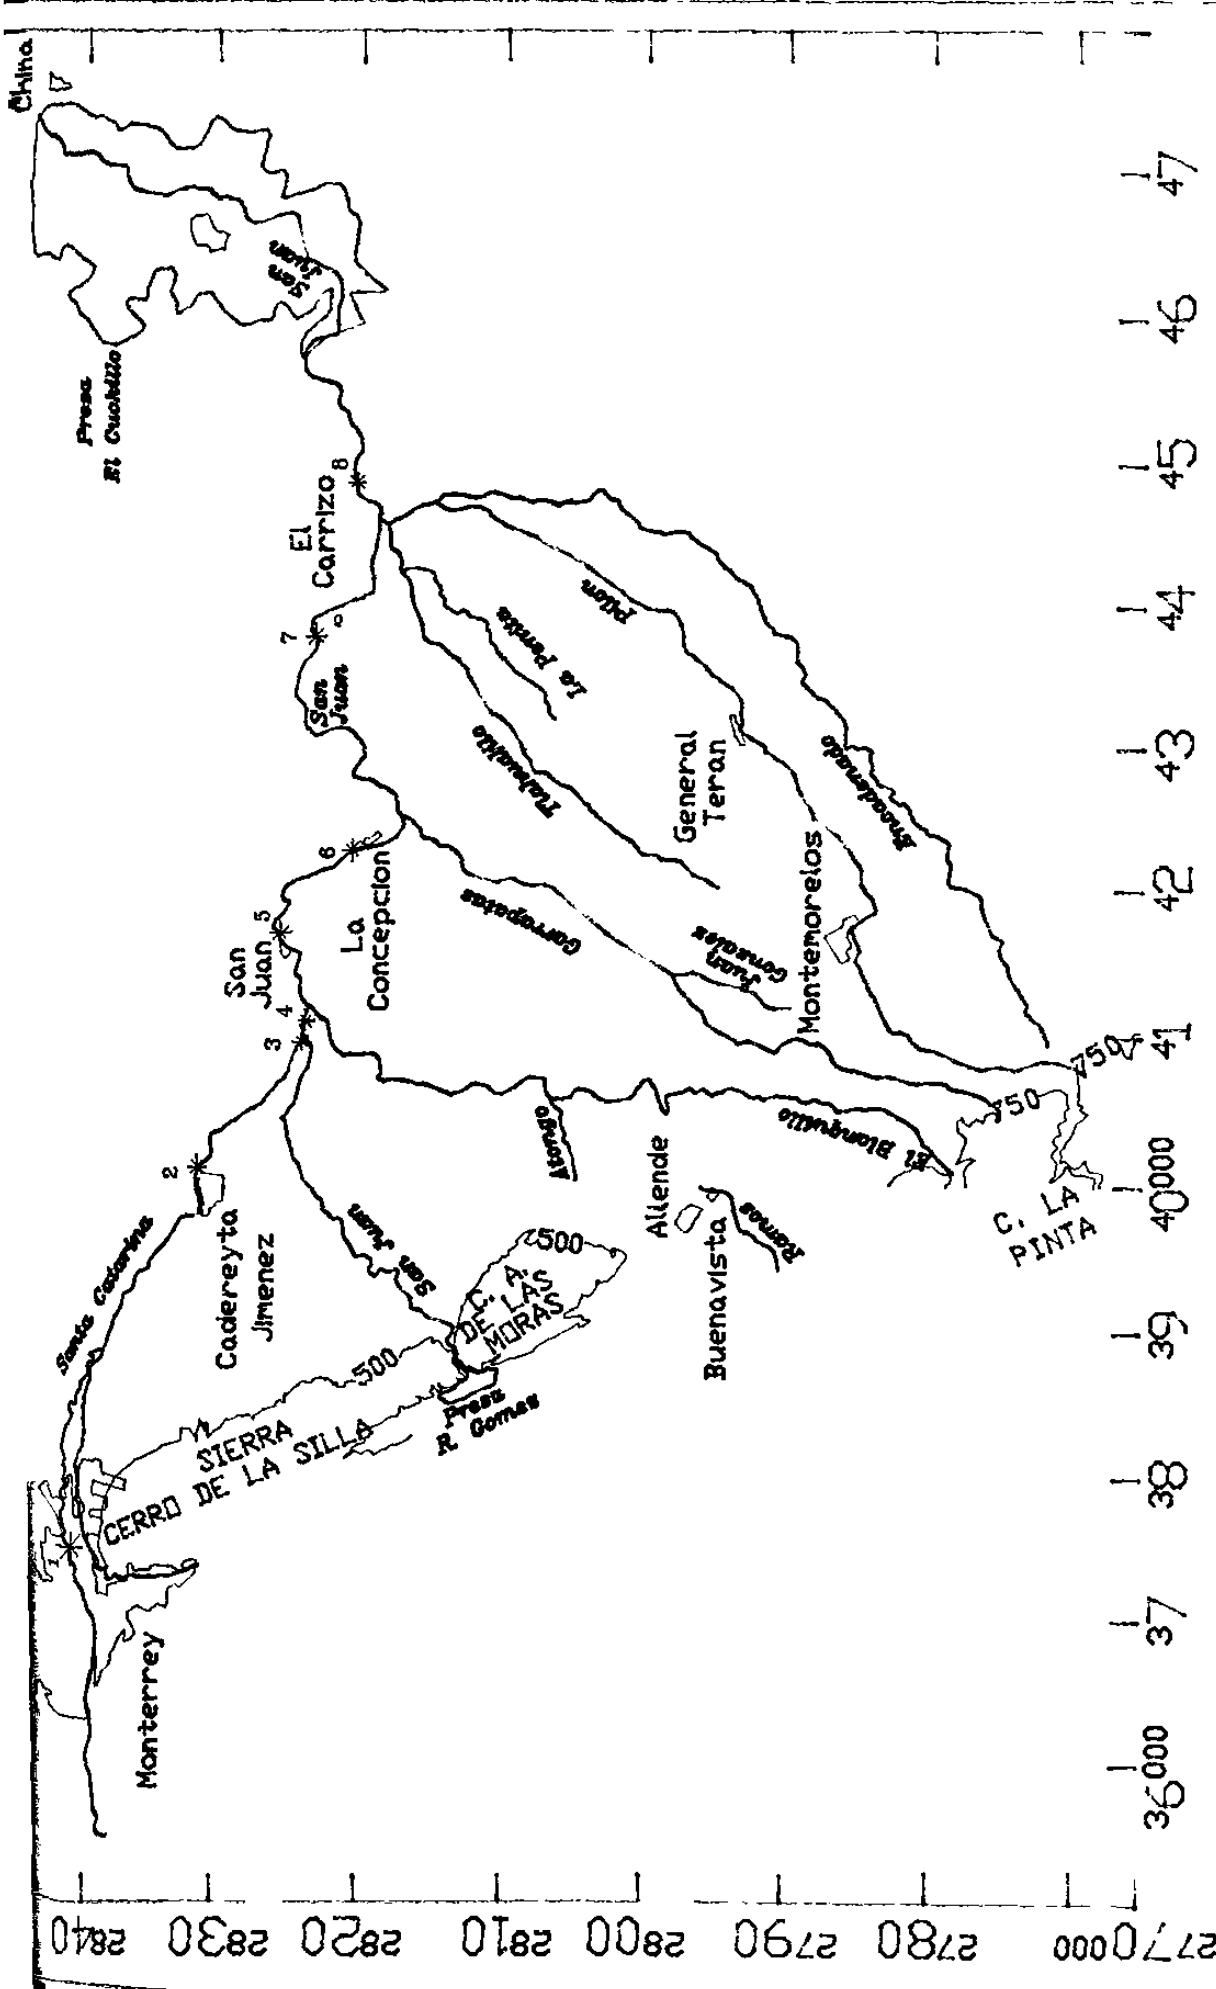 China
Presa
El Cuchillo
San
Juan
8
El
Carrizo
7
San
Juan
La Perrita
Pilon
Tlahualilo
General
Teran
Encadenado
6
La
Concepcion
5
San
Juan
4
3
Garrapatas
Juan
Gonzales
Montemorelos
2
Santa Catarina
Cadereyta
Jimenez
San Juan
Atongo
Allende
El Blanquillo
Buenavista
Ramos
750
750
C. LA
PINTA
500
C. A.
DE LAS
MORAS
500
Presa
R. Gomez
SIERRA
CERRO DE LA SILLA
1
Monterrey
36000
37
38
39
40000
41
42
43
44
45
46
47
2840
2830
2820
2810
2800
2790
2780
2770000